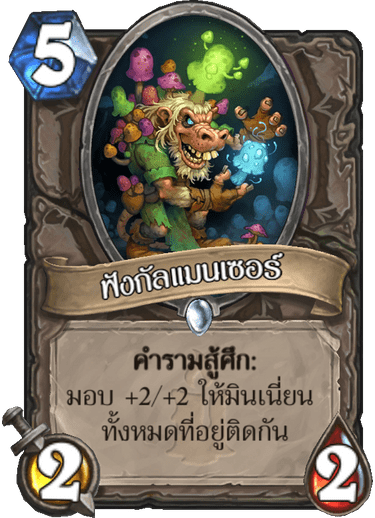 5
ฟังกัลแมนเซอร์
คำรามสู้ศึก:
มอบ +2/+2 ให้มินเนี่ยน
ทั้งหมดที่อยู่ติดกัน
2
2